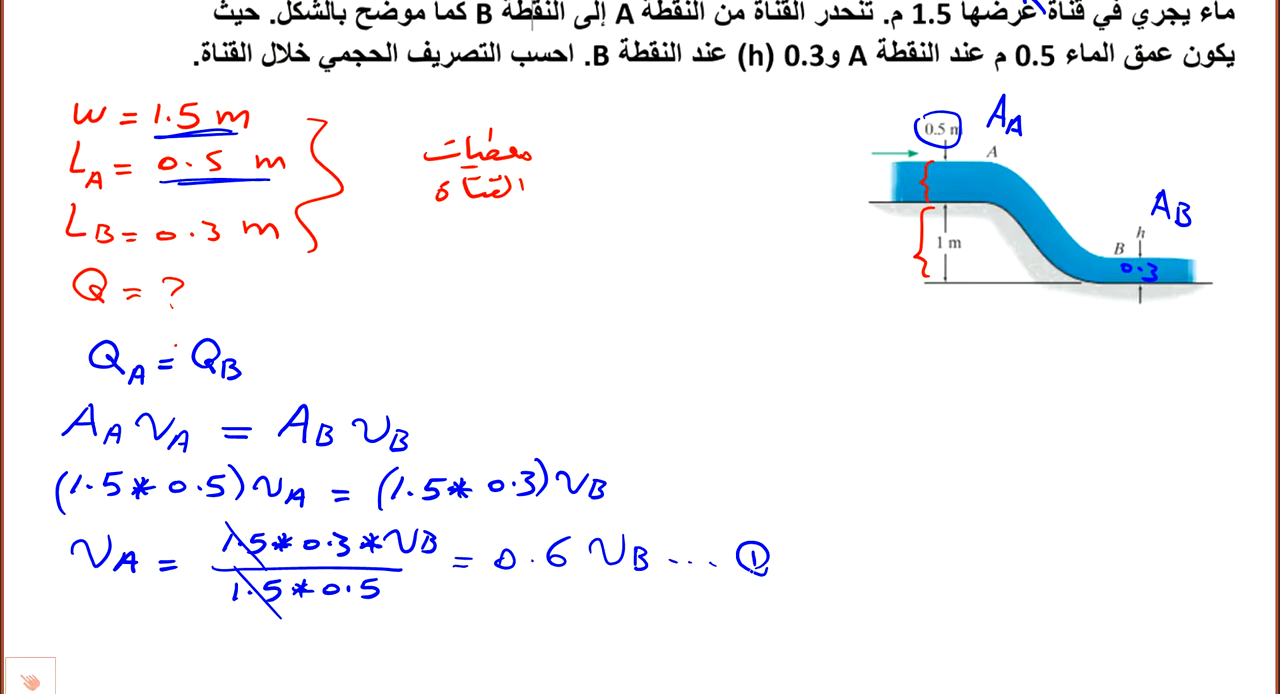 ماء يجري في قناة عرضها 1.5 م. تنحدر القناة من النقطة A إلى النقطة B كما موضح بالشكل. حيث
يكون عمق الماء 0.5 م عند النقطة A و0.3 (h) عند النقطة B. احسب التصريف الحجمي خلال القناة.
W = 1.5 m
L_A = 0.5 m
L_B = 0.3 m
معطيات
القناة
Q = ?
Q_A = Q_B
A_A v_A = A_B v_B
(1.5 * 0.5) v_A = (1.5 * 0.3) v_B
v_A = 1.5 * 0.3 * v_B / 1.5 * 0.5 = 0.6 v_B ... ①
0.5 m
A_A
A
A_B
1 m
B
h
0.3